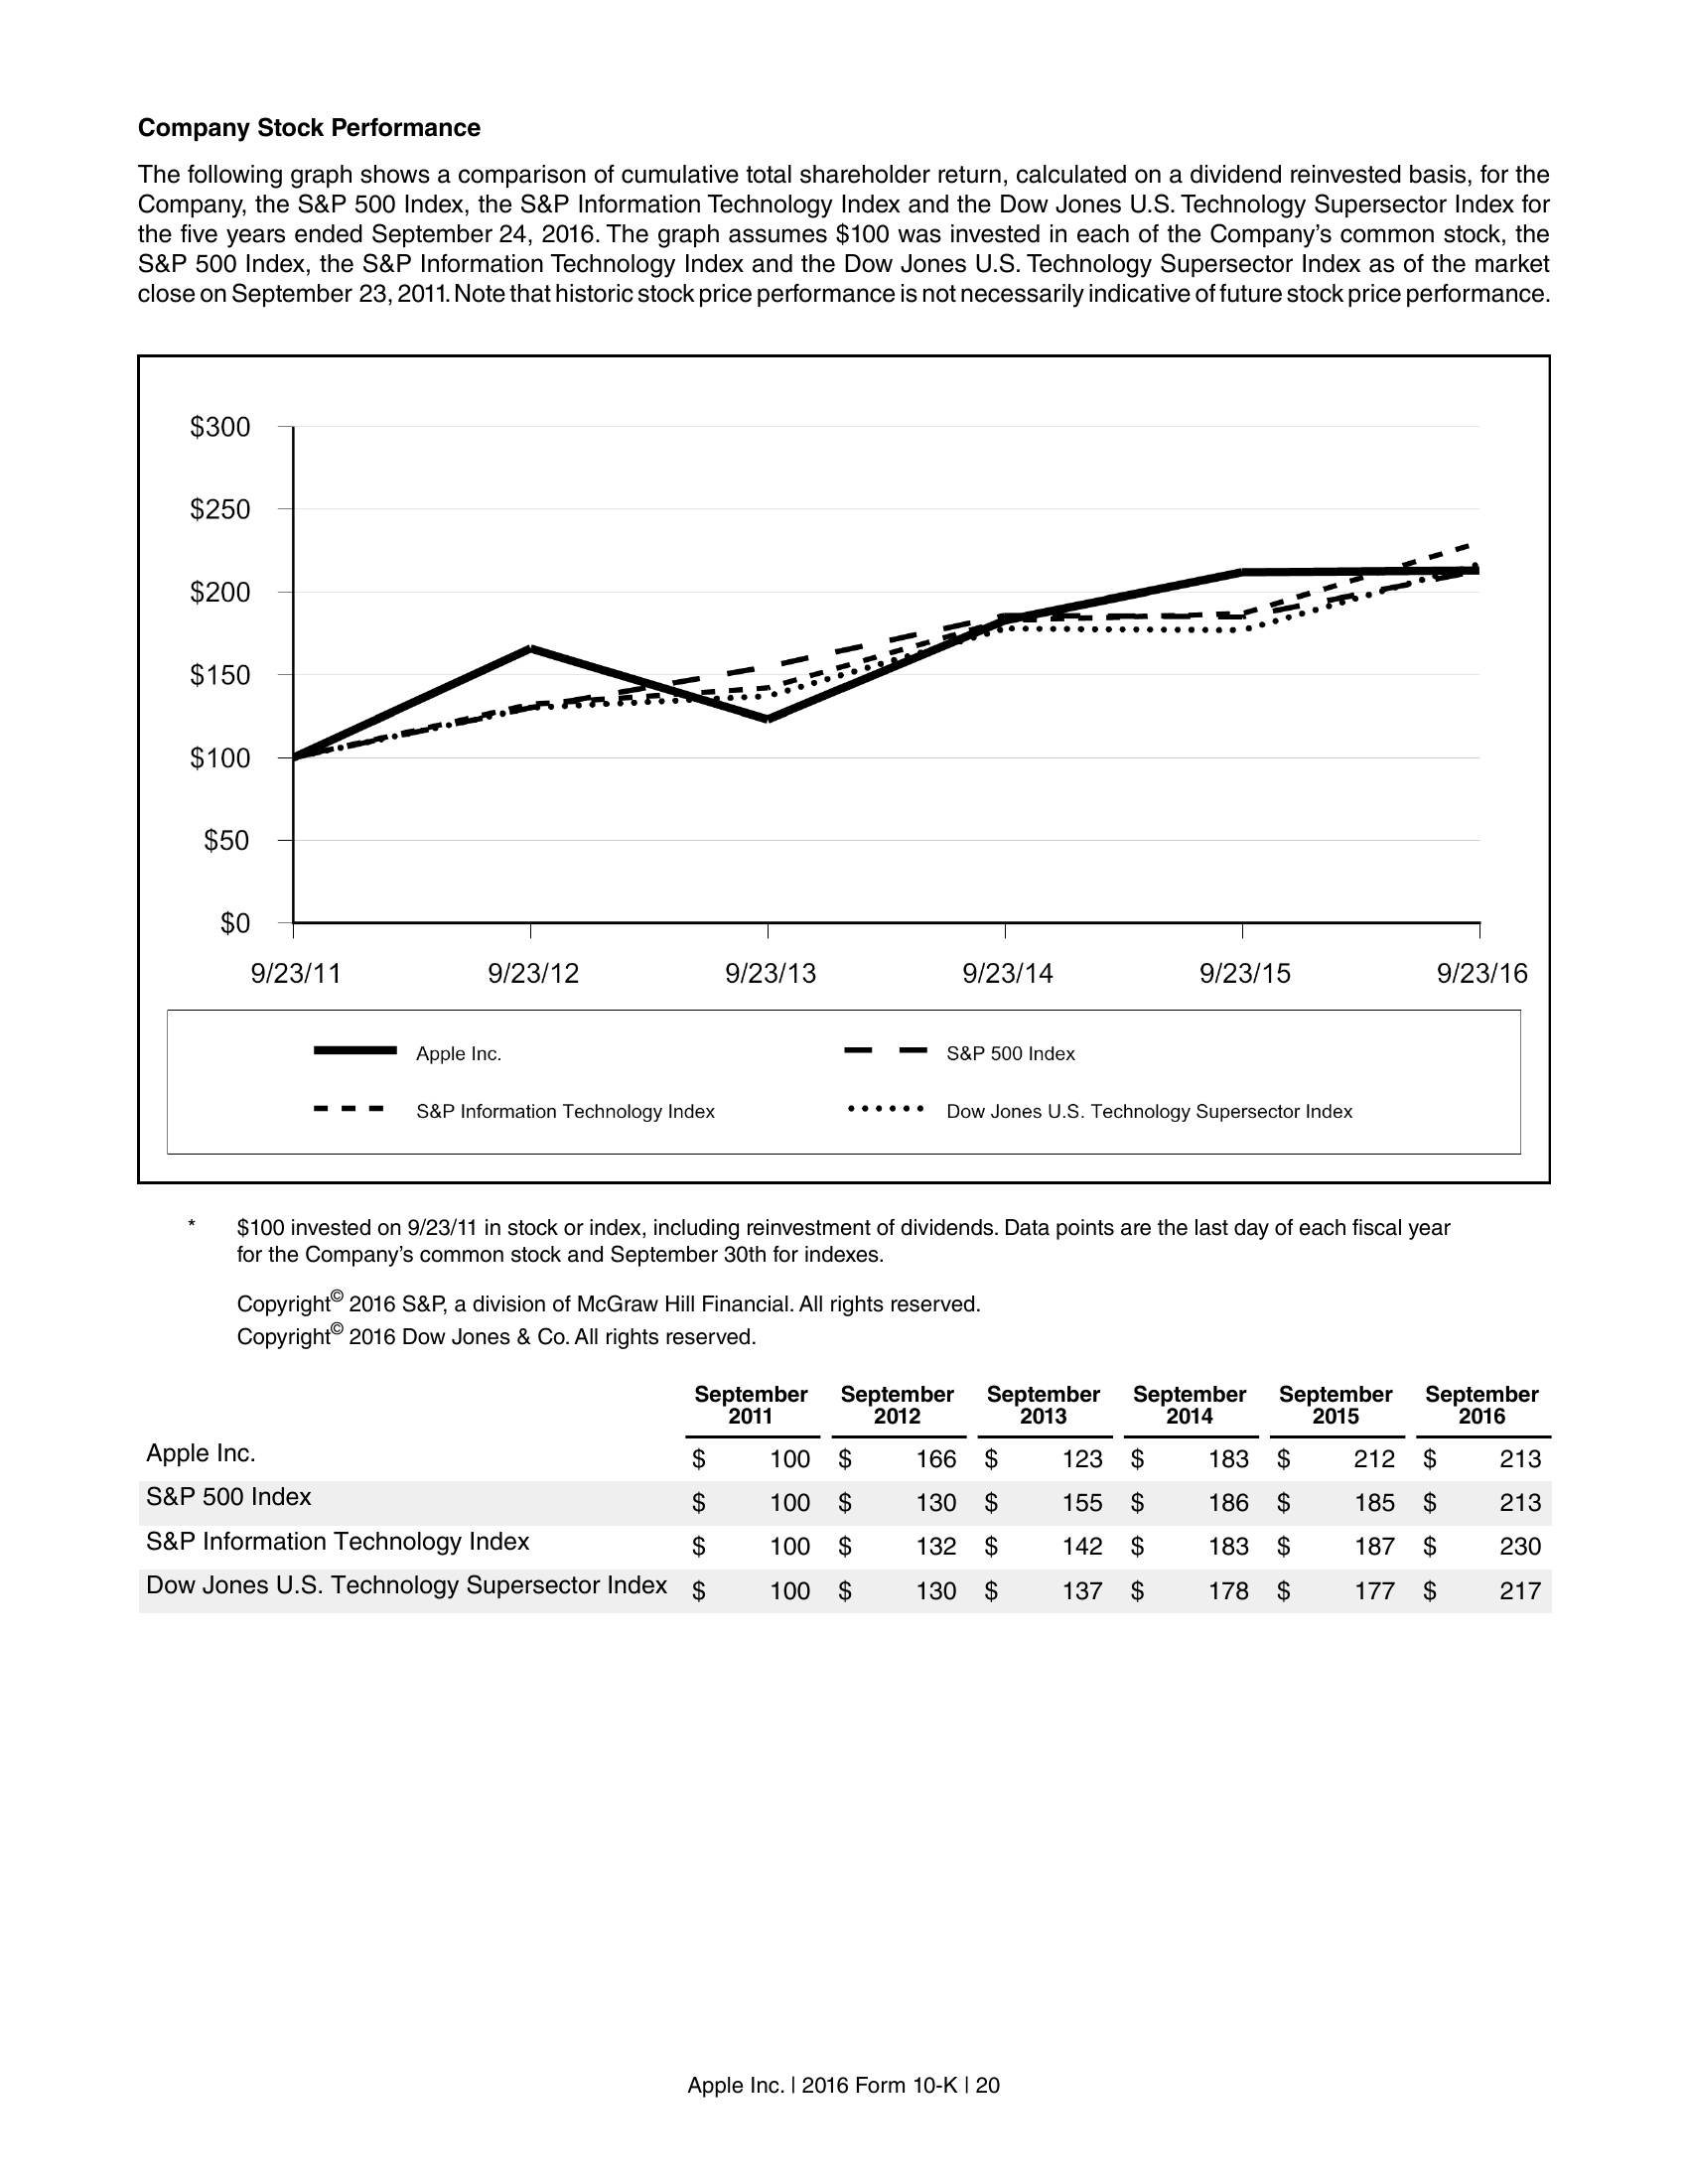 Company Stock Performance
The following graph shows a comparison of cumulative total shareholder return, calculated on a dividend reinvested basis, for the
Company, the S&P 500 Index, the S&P Information Technology Index and the Dow Jones U.S. Technology Supersector Index for
the five years ended September 24, 2016. The graph assumes $100 was invested in each of the Company's common stock, the
S&P 500 Index, the S&P Information Technology Index and the Dow Jones U.S. Technology Supersector Index as of the market
close on September 23, 2011. Note that historic stock price performance is not necessarily indicative of future stock price performance.
$300
$250
$200
$150
$100
$50
$0
9/23/11 9/23/12 9/23/13 9/23/14 9/23/15 9/23/16
Apple Inc. S&P 500 Index
S&P Information Technology Index Dow Jones U.S. Technology Supersector Index
* $100 invested on 9/23/11 in stock or index, including reinvestment of dividends. Data points are the last day of each fiscal year
for the Company's common stock and September 30th for indexes.
Copyright© 2016 S&P, a division of McGraw Hill Financial. All rights reserved.
Copyright© 2016 Dow Jones & Co. All rights reserved.
September September September September September September
2011 2012 2013 2014 2015 2016
Apple Inc. $ 100 $ 166 $ 123 $ 183 $ 212 $ 213
S&P 500 Index $ 100 $ 130 $ 155 $ 186 $ 185 $ 213
S&P Information Technology Index $ 100 $ 132 $ 142 $ 183 $ 187 $ 230
Dow Jones U.S. Technology Supersector Index $ 100 $ 130 $ 137 $ 178 $ 177 $ 217
Apple Inc. | 2016 Form 10-K | 20